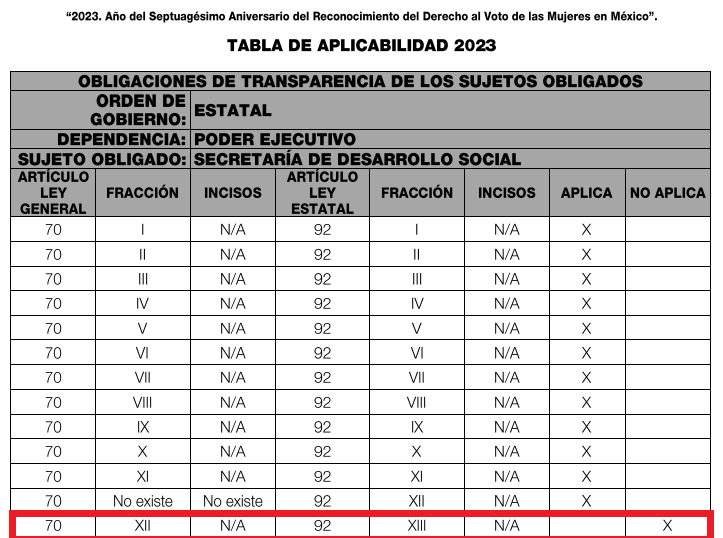 “2023. Año del Septuagésimo Aniversario del Reconocimiento del Derecho al Voto de las Mujeres en México”.
TABLA DE APLICABILIDAD 2023
OBLIGACIONES DE TRANSPARENCIA DE LOS SUJETOS OBLIGADOS
ORDEN DE GOBIERNO: ESTATAL
DEPENDENCIA: PODER EJECUTIVO
SUJETO OBLIGADO: SECRETARÍA DE DESARROLLO SOCIAL
ARTÍCULO LEY GENERAL FRACCIÓN INCISOS ARTÍCULO LEY ESTATAL FRACCIÓN INCISOS APLICA NO APLICA
70 I N/A 92 I N/A X
70 II N/A 92 II N/A X
70 III N/A 92 III N/A X
70 IV N/A 92 IV N/A X
70 V N/A 92 V N/A X
70 VI N/A 92 VI N/A X
70 VII N/A 92 VII N/A X
70 VIII N/A 92 VIII N/A X
70 IX N/A 92 IX N/A X
70 X N/A 92 X N/A X
70 XI N/A 92 XI N/A X
70 No existe No existe 92 XII N/A X
70 XII N/A 92 XIII N/A X